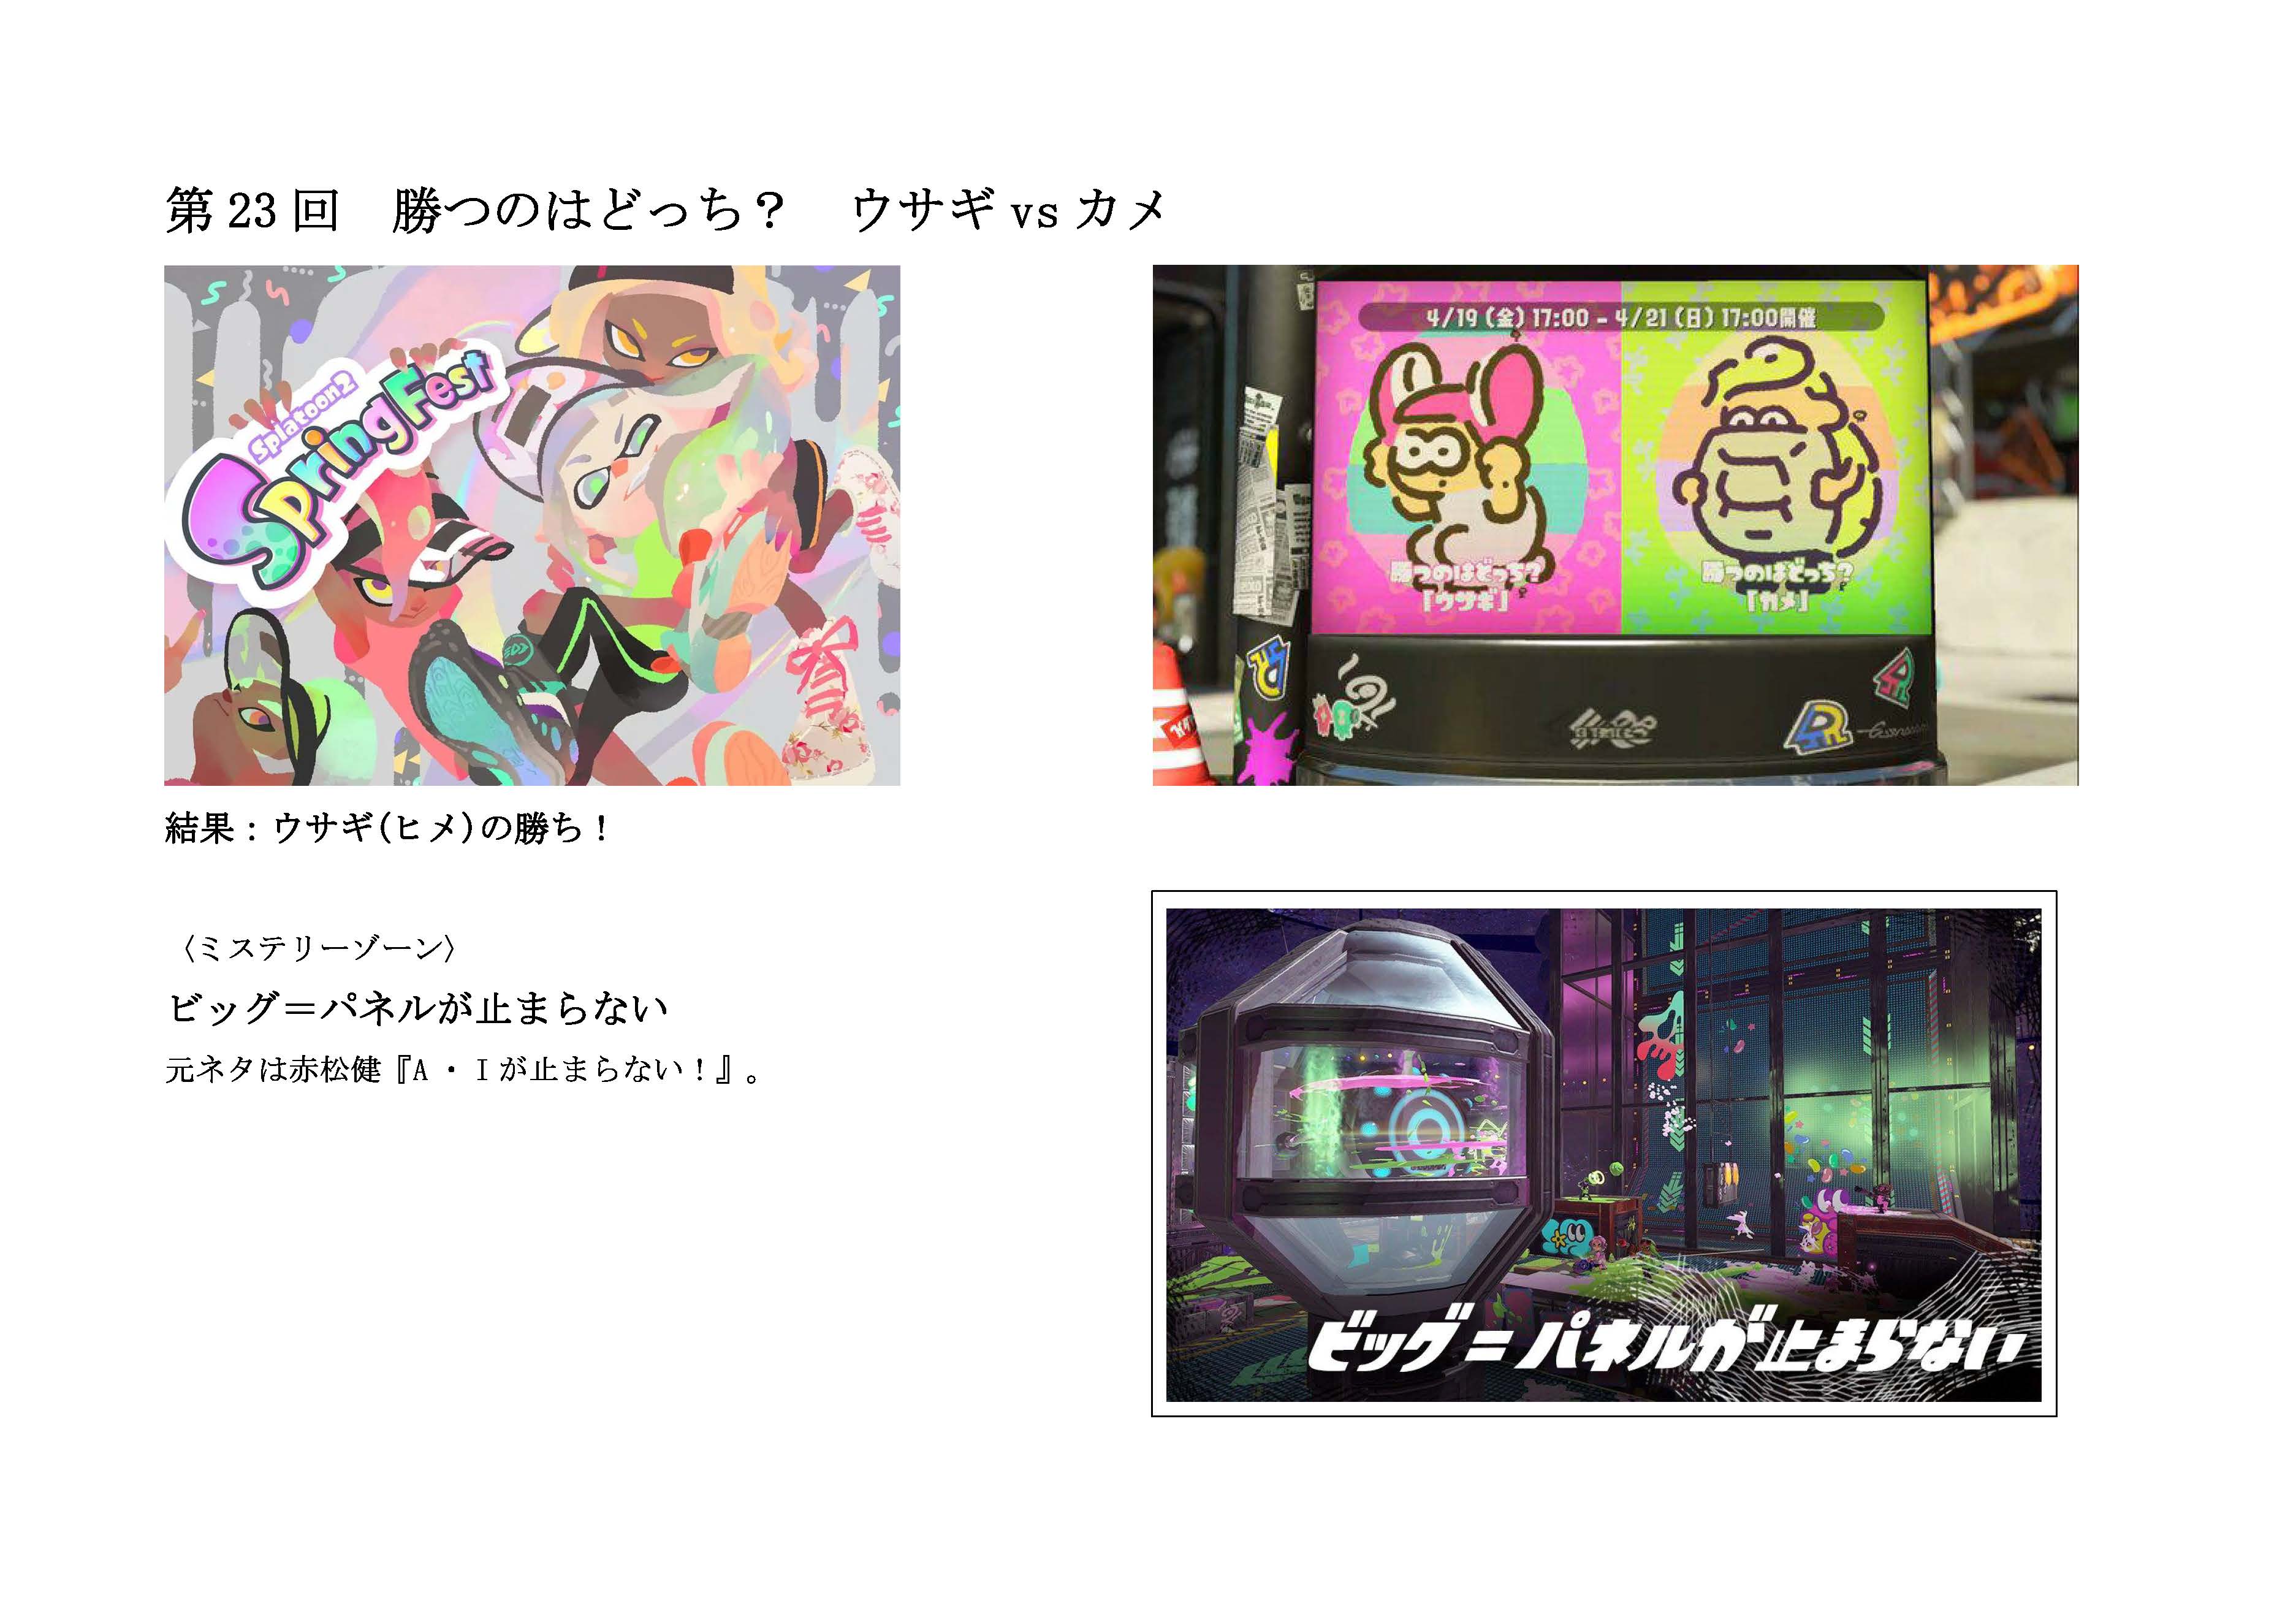 第23回　勝つのはどっち？　ウサギvsカメ
Splatoon2
SpringFest
4/19（金）17:00 – 4/21（日）17:00開催
勝つのはどっち？
「ウサギ」
勝つのはどっち？
「カメ」
結果：ウサギ(ヒメ)の勝ち！
〈ミステリーゾーン〉
ビッグ＝パネルが止まらない
元ネタは赤松健『A・Iが止まらない！』。
ビッグ＝パネルが止まらない